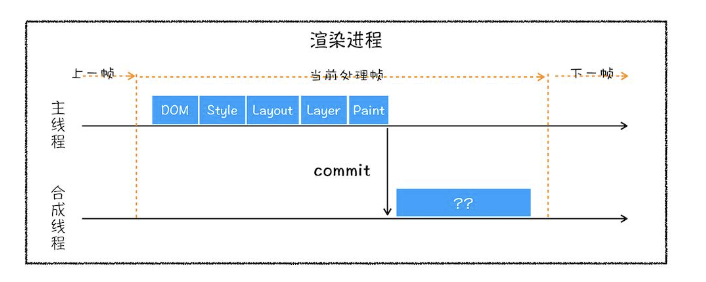 渲染进程
上一帧
当前处理帧
下一帧
主线程
DOM Style Layout Layer Paint
commit
合成线程
??